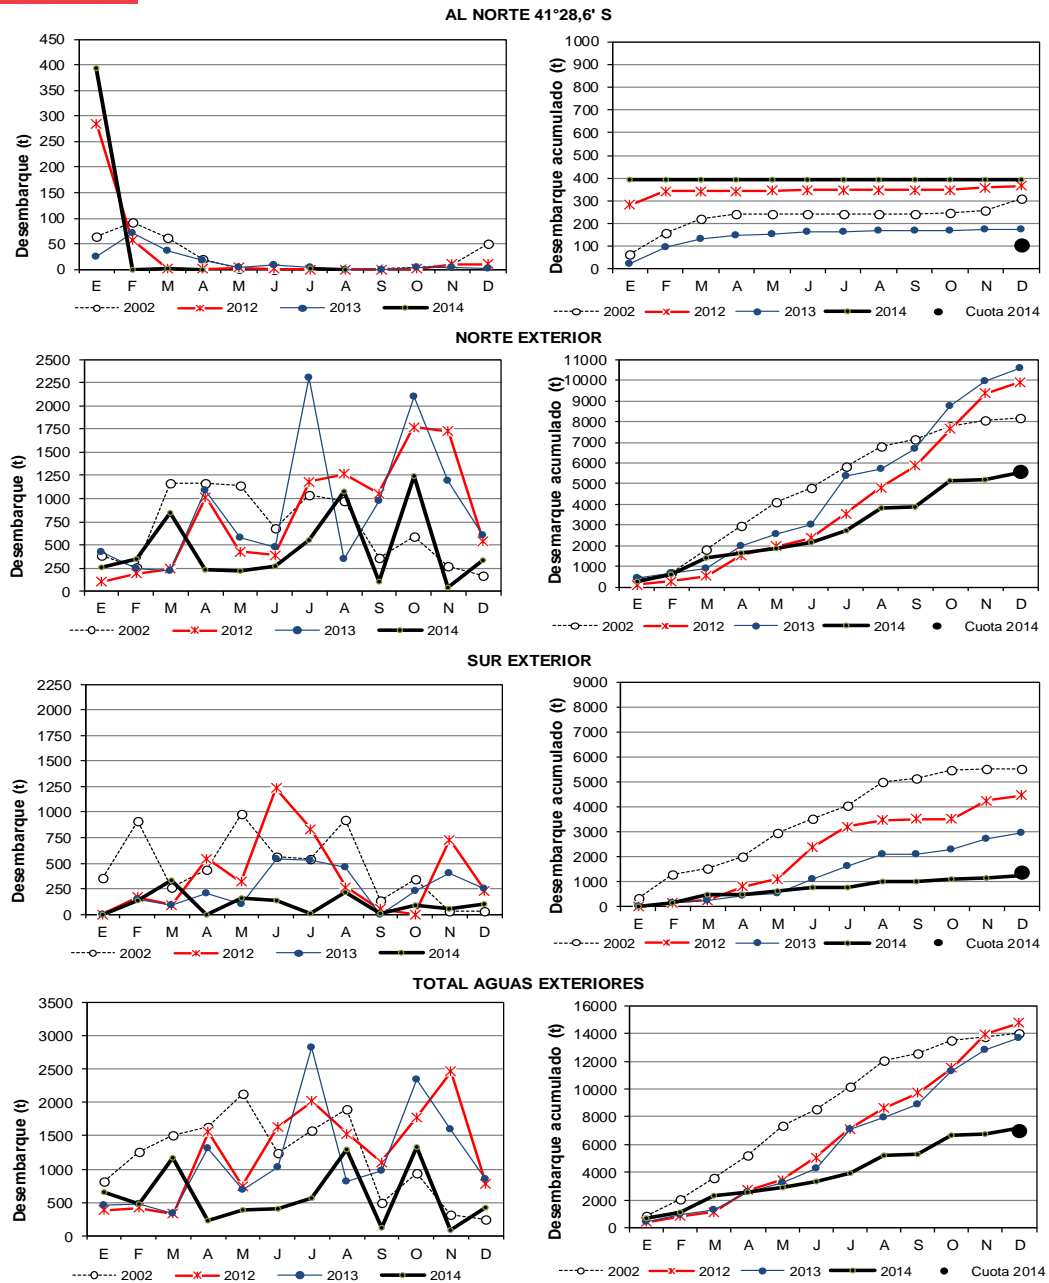 AL NORTE 41°28,6' S
Desembarque (t)
450
400
350
300
250
200
150
100
50
0
E F M A M J J A S O N D
2002 2012 2013 2014
Desembarque acumulado (t)
1000
900
800
700
600
500
400
300
200
100
0
E F M A M J J A S O N D
2002 2012 2013 2014 Cuota 2014
NORTE EXTERIOR
Desembarque (t)
2500
2250
2000
1750
1500
1250
1000
750
500
250
0
E F M A M J J A S O N D
2002 2012 2013 2014
Desemarque acumulado (t)
11000
10000
9000
8000
7000
6000
5000
4000
3000
2000
1000
0
E F M A M J J A S O N D
2002 2012 2013 2014 Cuota 2014
SUR EXTERIOR
Desembarque (t)
2250
2000
1750
1500
1250
1000
750
500
250
0
E F M A M J J A S O N D
2002 2012 2013 2014
Desembarque acumulado (t)
9000
8000
7000
6000
5000
4000
3000
2000
1000
0
E F M A M J J A S O N D
2002 2012 2013 2014 Cuota 2014
TOTAL AGUAS EXTERIORES
Desembarque (t)
3500
3000
2500
2000
1500
1000
500
0
E F M A M J J A S O N D
2002 2012 2013 2014
Desembarque acumulado (t)
16000
14000
12000
10000
8000
6000
4000
2000
0
E F M A M J J A S O N D
2002 2012 2013 2014 Cuota 2014